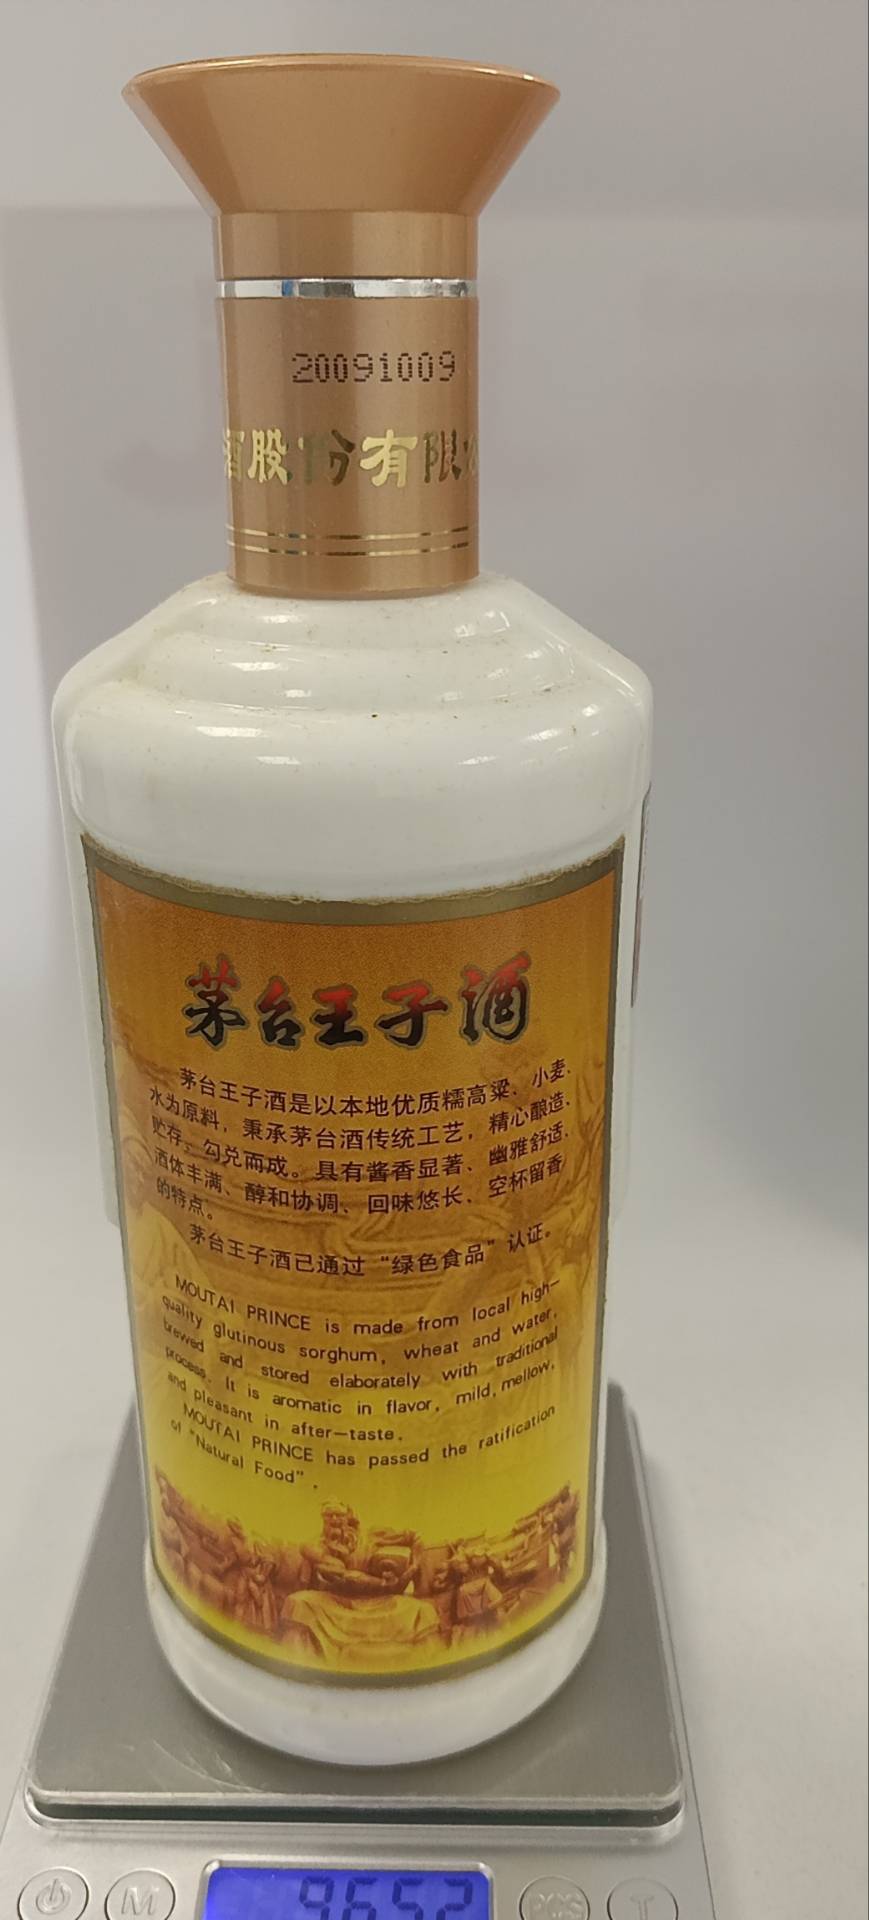 20091009
酒股份有限公
茅台王子酒
茅台王子酒是以本地优质糯高粱、小麦、
水为原料，秉承茅台酒传统工艺，精心酿造、
贮存、勾兑而成。具有酱香显著、幽雅舒适、
酒体丰满、醇和协调、回味悠长、空杯留香
的特点。
茅台王子酒已通过“绿色食品”认证。
MOUTAI PRINCE is made from local high-
quality glutinous sorghum, wheat and water,
brewed and stored elaborately with traditional
process. It is aromatic in flavor, mild, mellow,
and pleasant in after-taste.
MOUTAI PRINCE has passed the ratification
of "Natural Food".
M
PCS
T